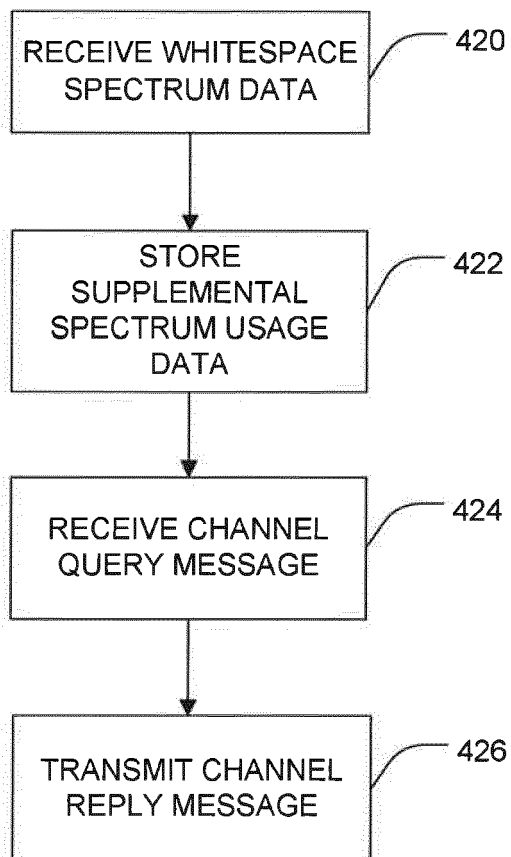 RECEIVE WHITESPACE
SPECTRUM DATA
420
STORE
SUPPLEMENTAL
SPECTRUM USAGE
DATA
422
RECEIVE CHANNEL
QUERY MESSAGE
424
TRANSMIT CHANNEL
REPLY MESSAGE
426